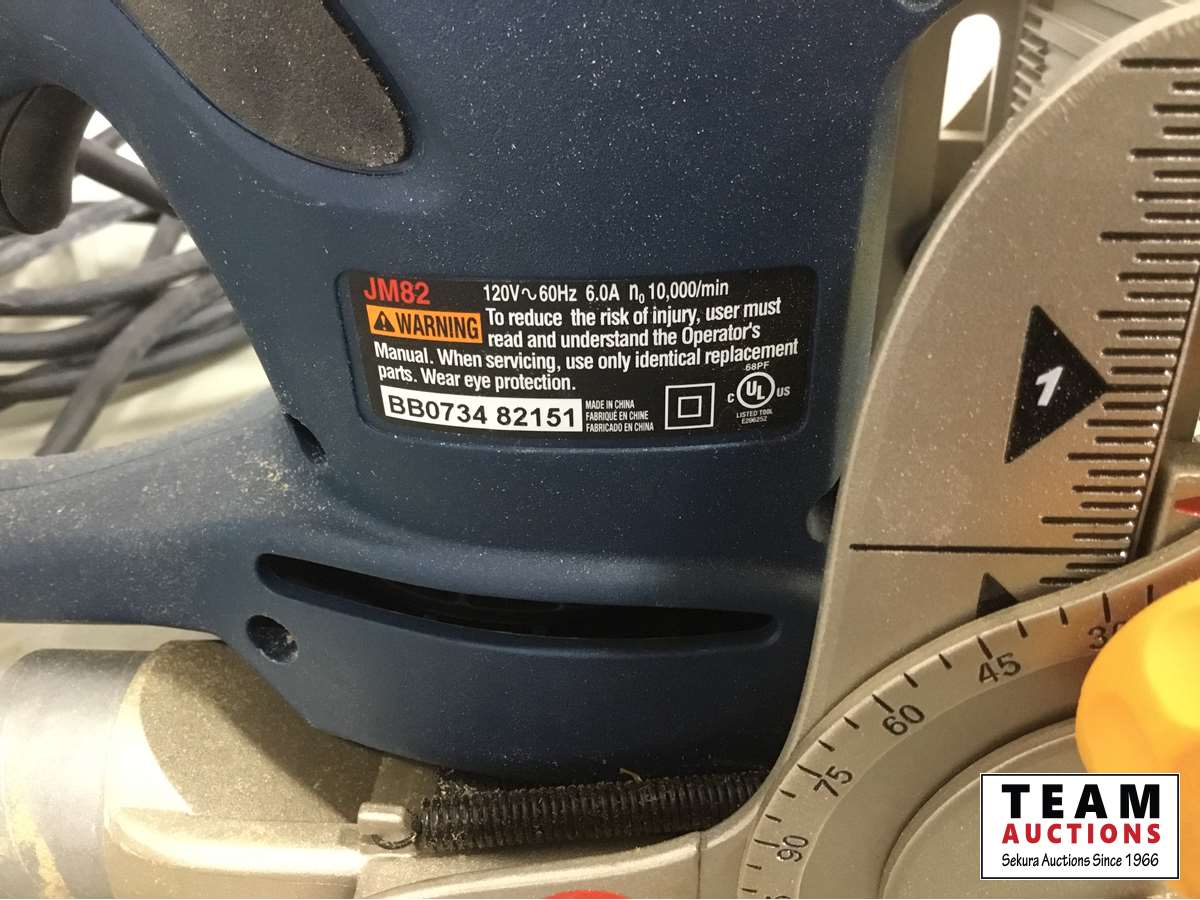 JM82 120V~60Hz 6.0A n₀ 10,000/min
⚠WARNING To reduce the risk of injury, user must
read and understand the Operator's
Manual. When servicing, use only identical replacement
parts. Wear eye protection.
BB0734 82151
MADE IN CHINA
FABRIQUÉ EN CHINE
FABRICADO EN CHINA
68PF
C UL US
LISTED TOOL
E296252
1
30
45
60
75
90
TEAM
AUCTIONS
Sekura Auctions Since 1966